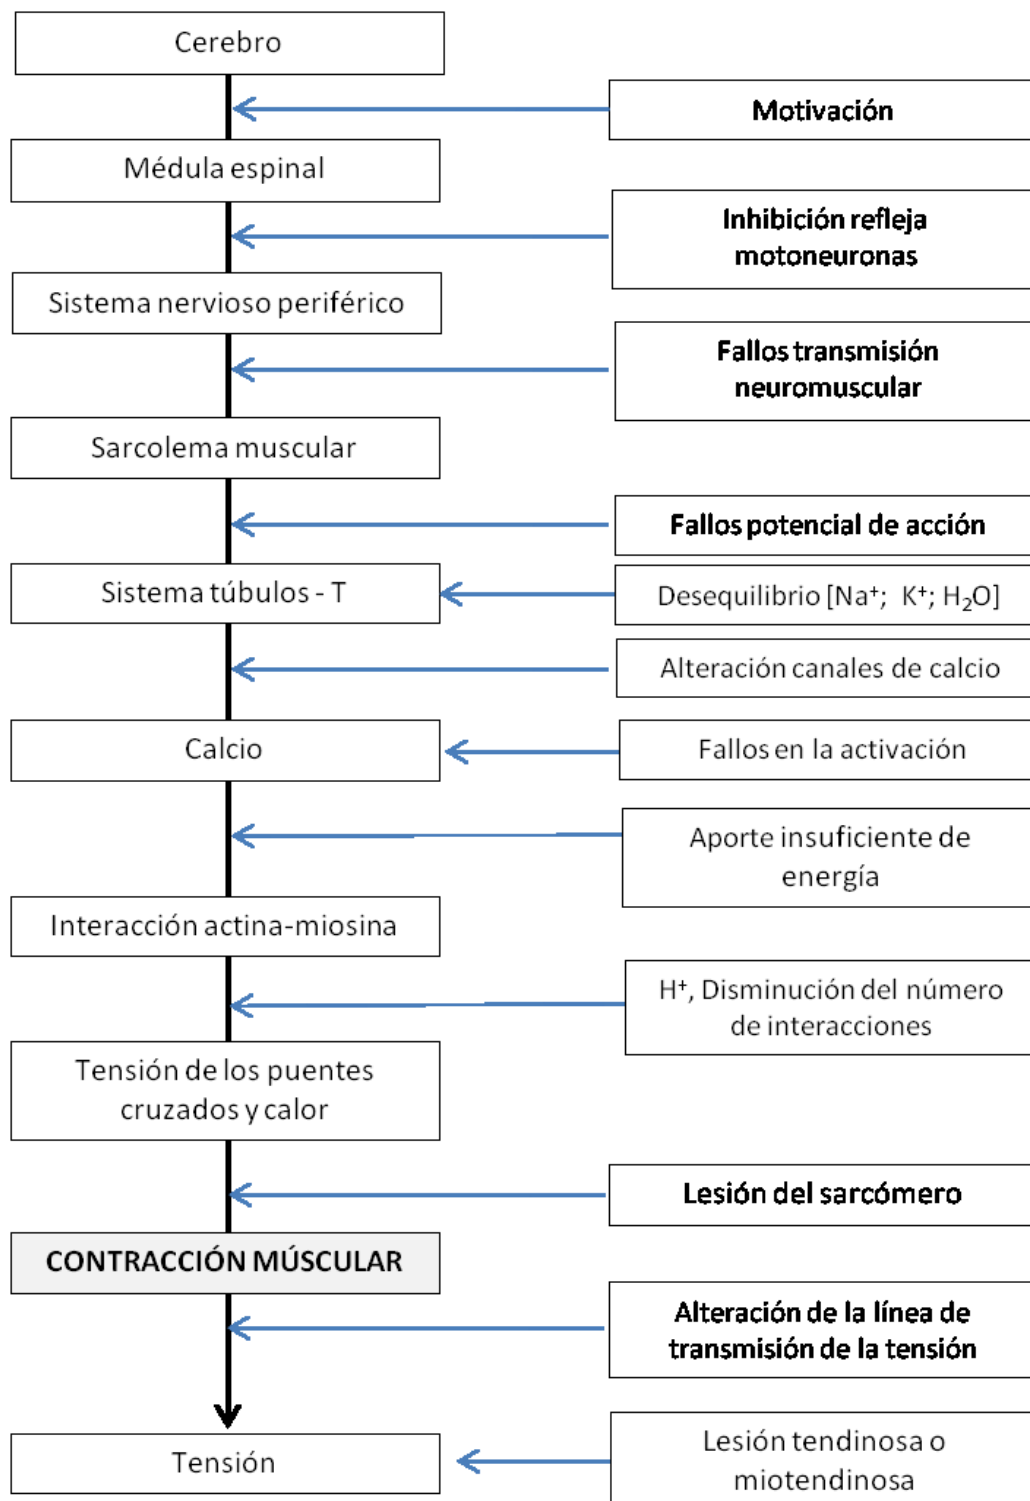 Cerebro
Motivación
Médula espinal
Inhibición refleja
motoneuronas
Sistema nervioso periférico
Fallos transmisión
neuromuscular
Sarcolema muscular
Fallos potencial de acción
Sistema túbulos - T
Desequilibrio [Na⁺; K⁺; H₂O]
Alteración canales de calcio
Calcio
Fallos en la activación
Aporte insuficiente de
energía
Interacción actina-miosina
H⁺, Disminución del número
de interacciones
Tensión de los puentes
cruzados y calor
Lesión del sarcómero
CONTRACCIÓN MÚSCULAR
Alteración de la línea de
transmisión de la tensión
Tensión
Lesión tendinosa o
miotendinosa